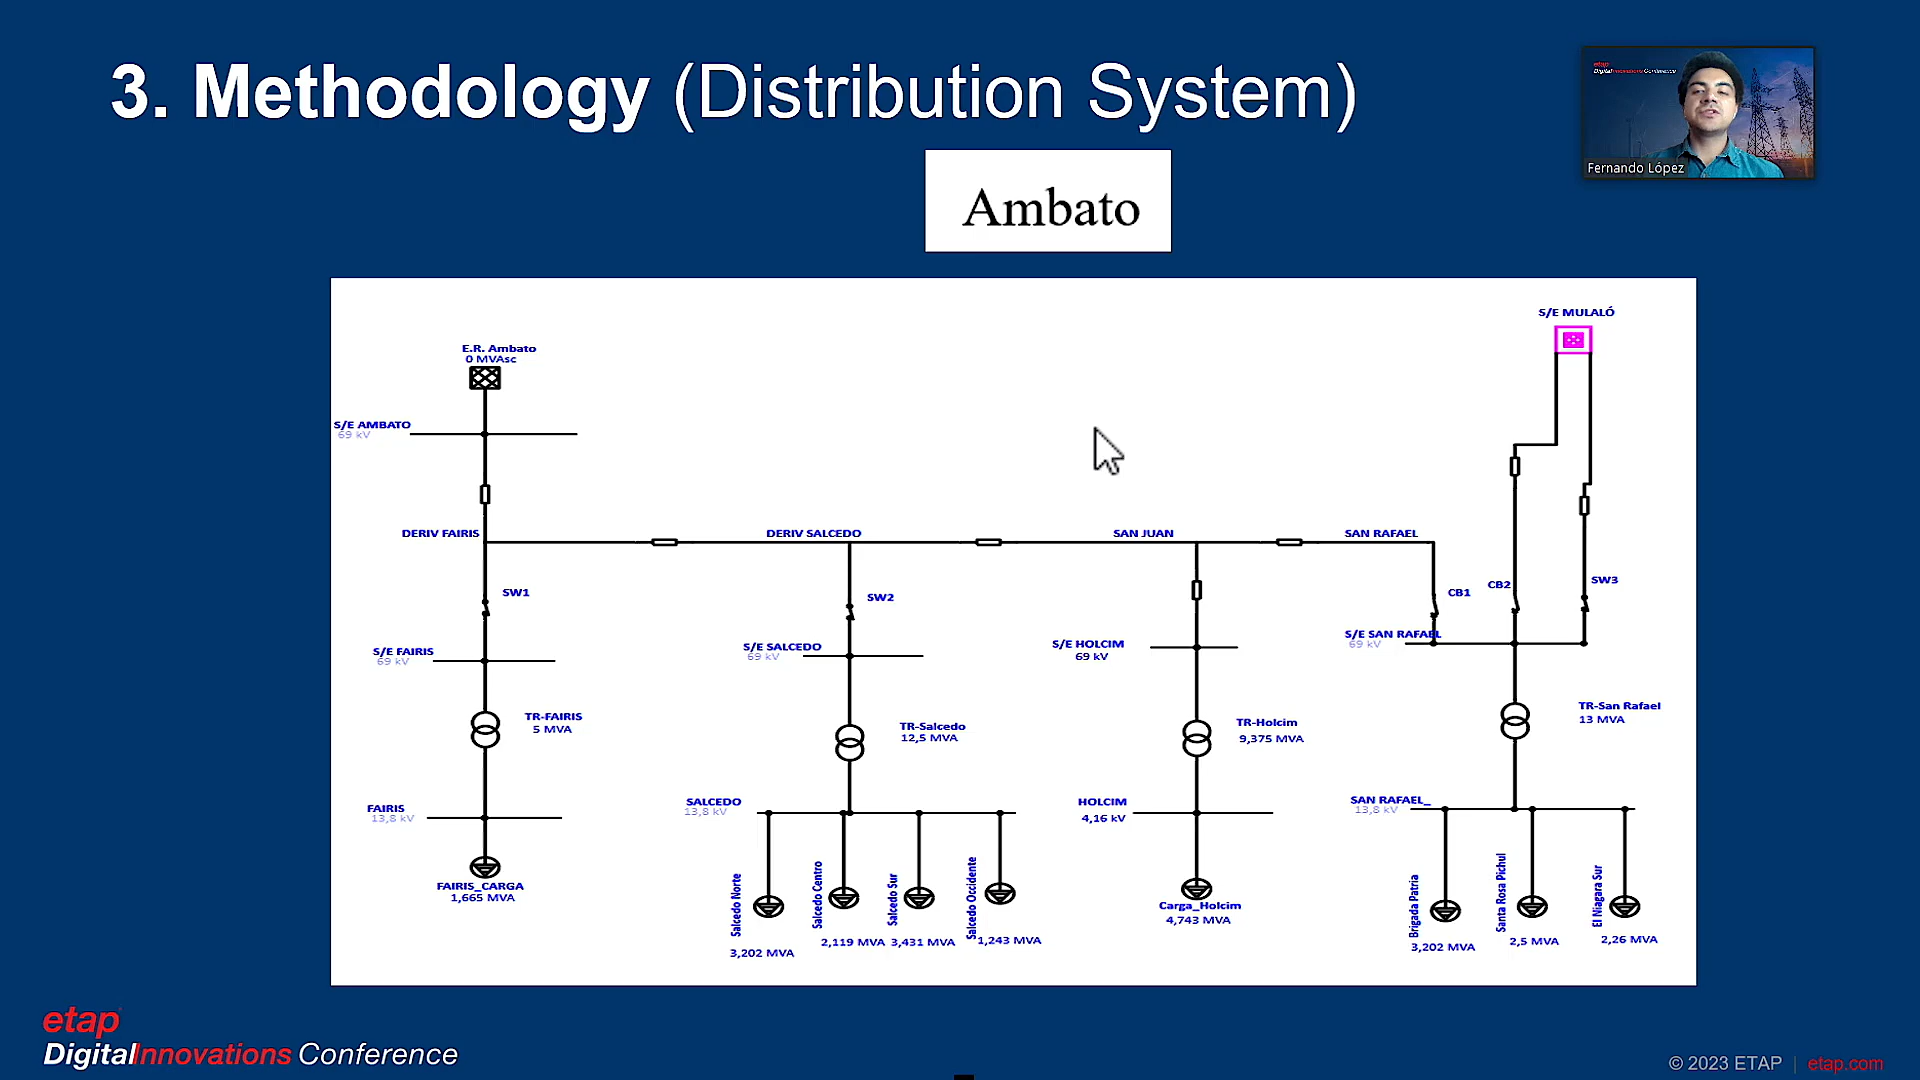 3. Methodology (Distribution System)
etap
DigitalInnovations Conference
Fernando López
Ambato
S/E MULALÓ
E.R. Ambato
0 MVAsc
S/E AMBATO
69 kV
DERIV FAIRIS
DERIV SALCEDO
SAN JUAN
SAN RAFAEL
SW1
SW2
CB1
CB2
SW3
S/E FAIRIS
69 kV
S/E SALCEDO
69 kV
S/E HOLCIM
69 kV
S/E SAN RAFAEL
69 kV
TR-FAIRIS
5 MVA
TR-Salcedo
12,5 MVA
TR-Holcim
9,375 MVA
TR-San Rafael
13 MVA
FAIRIS
13,8 kV
SALCEDO
13,8 kV
HOLCIM
4,16 kV
SAN RAFAEL_
13,8 kV
FAIRIS_CARGA
1,665 MVA
Salcedo Norte
3,202 MVA
Salcedo Centro
2,119 MVA
Salcedo Sur
3,431 MVA
Salcedo Occidente
1,243 MVA
Carga_Holcim
4,743 MVA
Brigada Patria
3,202 MVA
Santa Rosa Pichul
2,5 MVA
El Niagara Sur
2,26 MVA
etap
DigitalInnovations Conference
© 2023 ETAP | etap.com